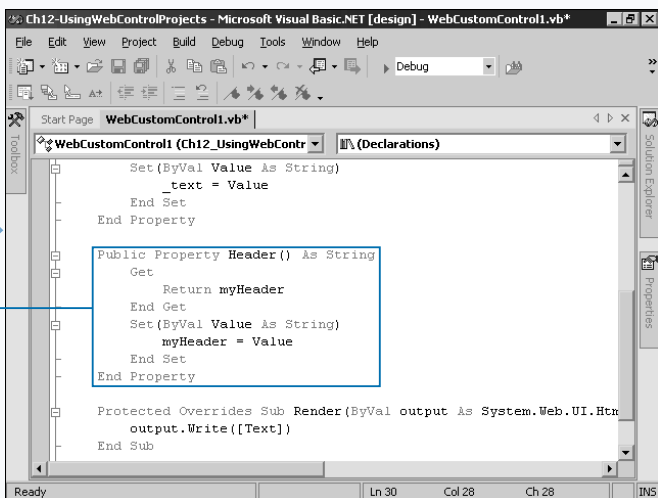 Ch12-UsingWebControlProjects - Microsoft Visual Basic.NET [design] - WebCustomControl1.vb*
File Edit View Project Build Debug Tools Window Help
Debug
Start Page WebCustomControl1.vb*
WebCustomControl1 (Ch12_UsingWebContr (Declarations)
Toolbox
Solution Explorer
Properties
Set(ByVal Value As String)
_text = Value
End Set
End Property
Public Property Header() As String
Get
Return myHeader
End Get
Set(ByVal Value As String)
myHeader = Value
End Set
End Property
Protected Overrides Sub Render(ByVal output As System.Web.UI.Htm
output.Write([Text])
End Sub
Ready Ln 30 Col 28 Ch 28 INS